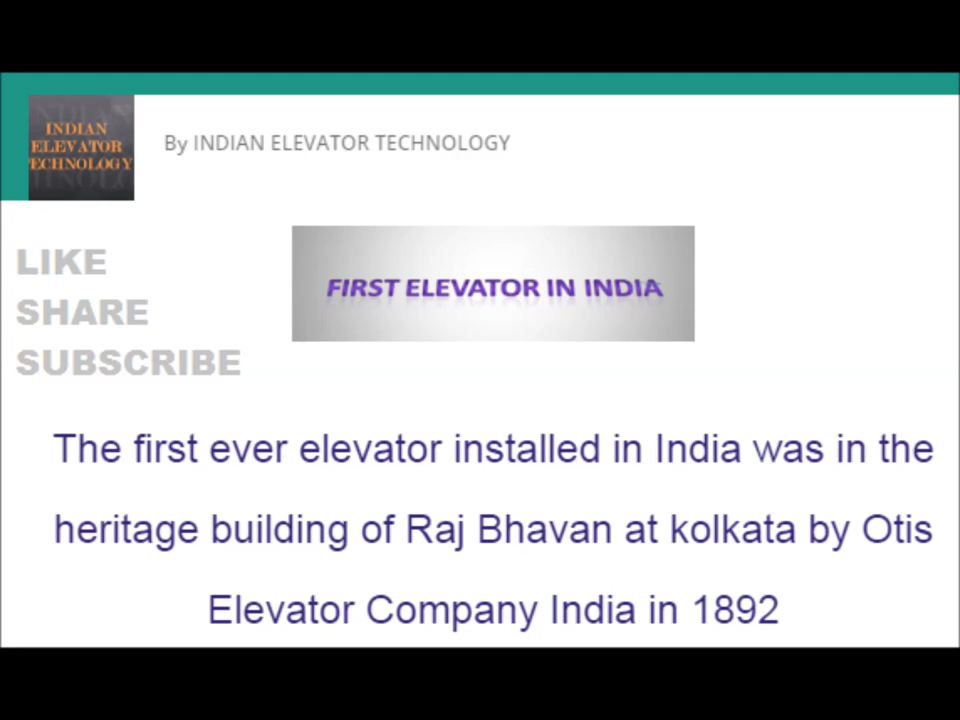 INDIAN
ELEVATOR
TECHNOLOGY
By INDIAN ELEVATOR TECHNOLOGY
LIKE
SHARE
SUBSCRIBE
FIRST ELEVATOR IN INDIA
The first ever elevator installed in India was in the
heritage building of Raj Bhavan at kolkata by Otis
Elevator Company India in 1892